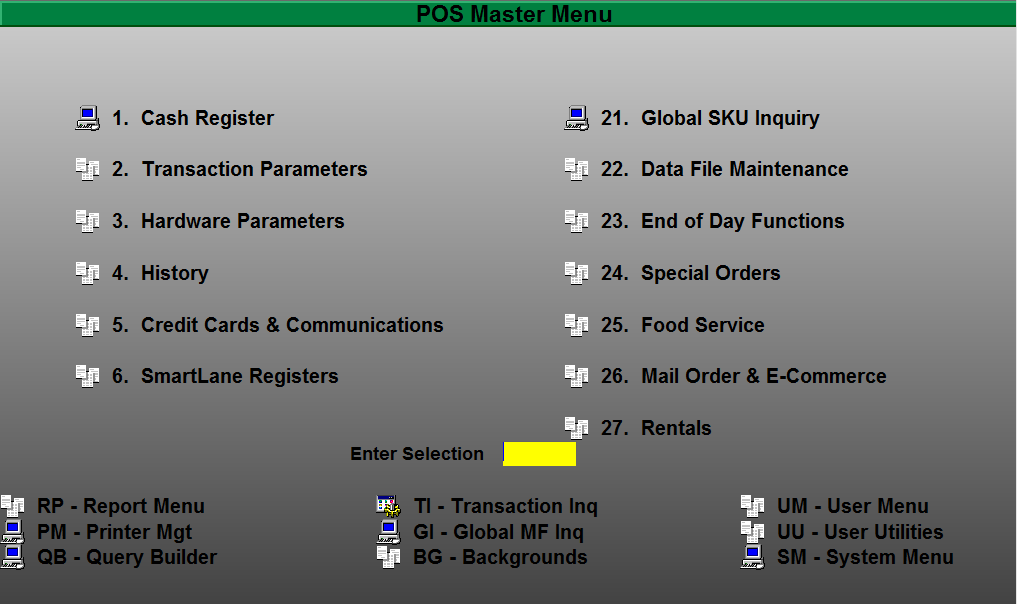 POS Master Menu
1. Cash Register
2. Transaction Parameters
3. Hardware Parameters
4. History
5. Credit Cards & Communications
6. SmartLane Registers
21. Global SKU Inquiry
22. Data File Maintenance
23. End of Day Functions
24. Special Orders
25. Food Service
26. Mail Order & E-Commerce
27. Rentals
Enter Selection
RP - Report Menu
PM - Printer Mgt
QB - Query Builder
TI - Transaction Inq
GI - Global MF Inq
BG - Backgrounds
UM - User Menu
UU - User Utilities
SM - System Menu